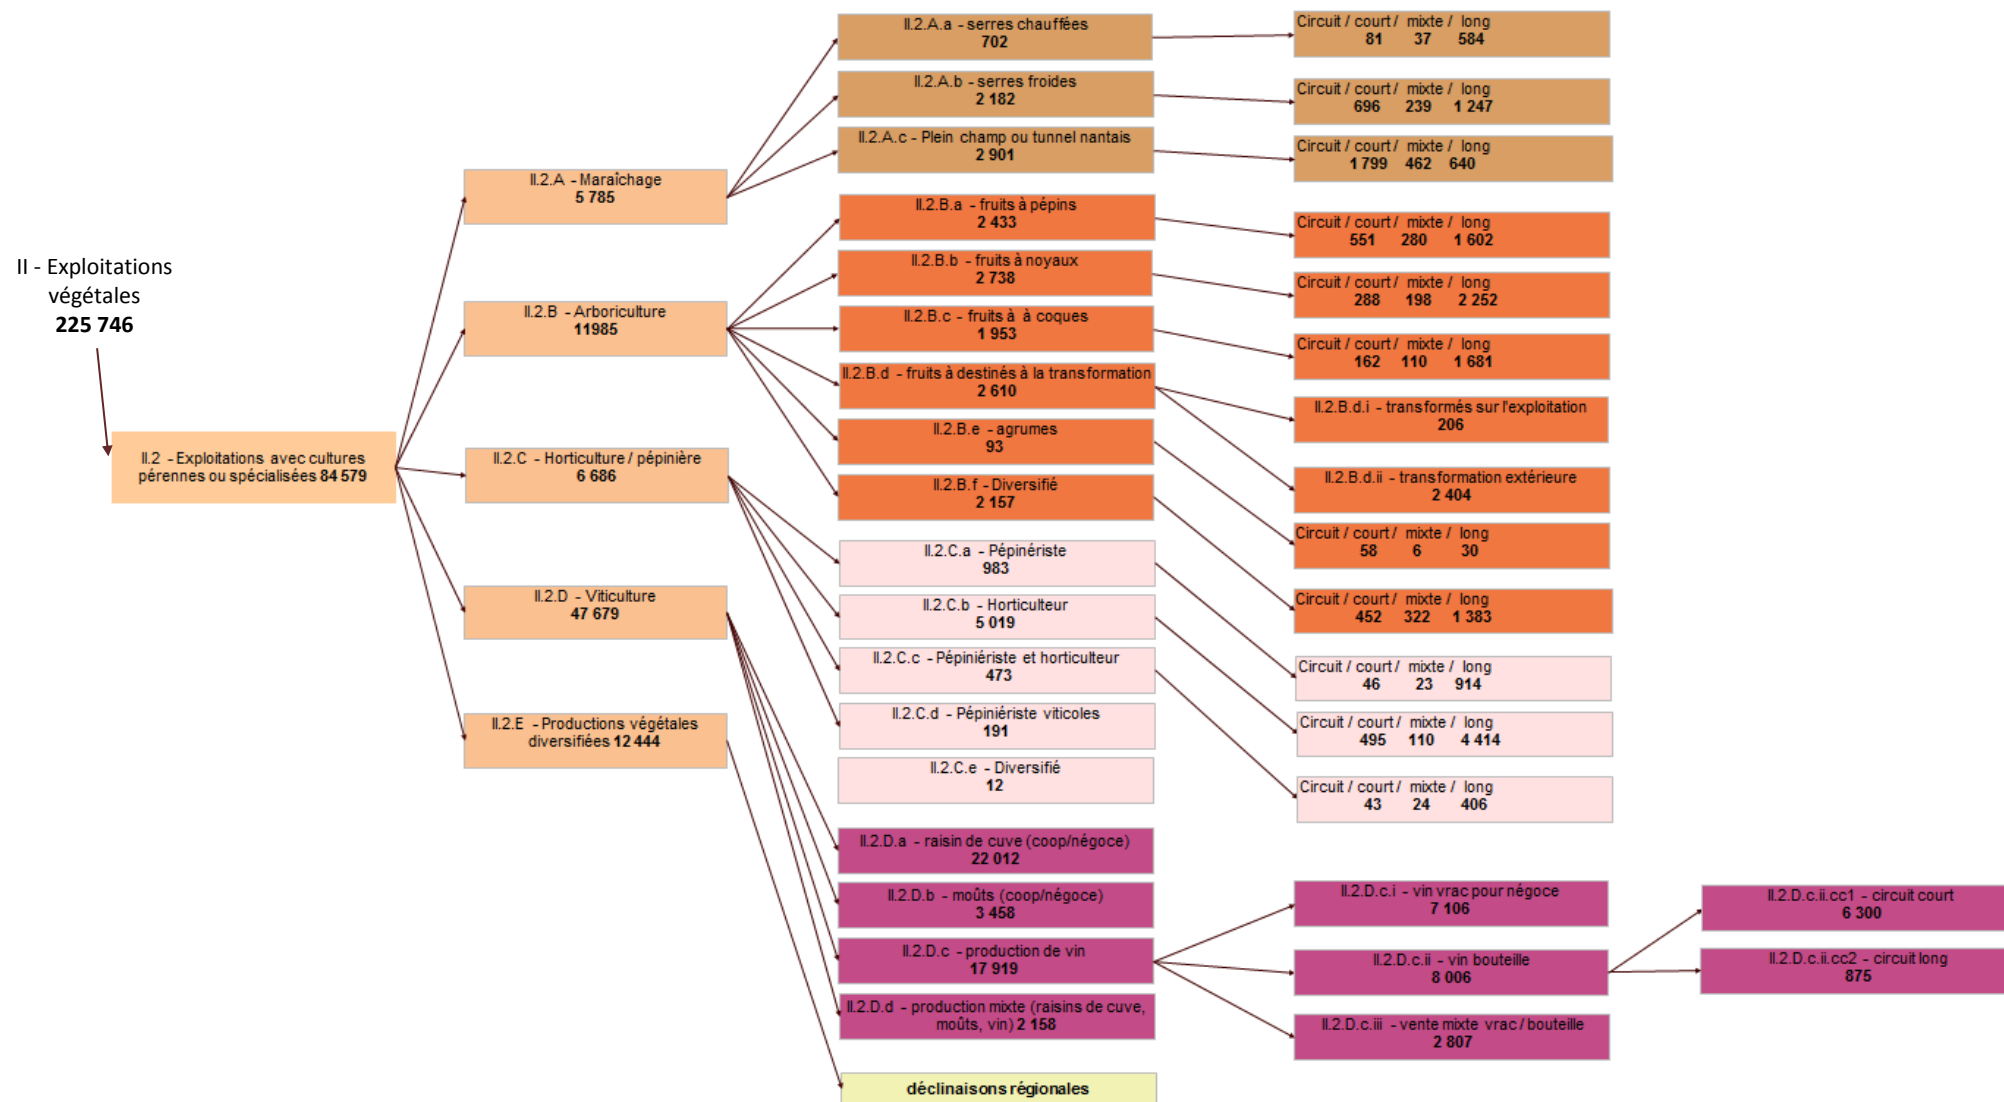 II - Exploitations
végétales
225 746
II.2 - Exploitations avec cultures
pérennes ou spécialisées 84 579
II.2.A - Maraîchage
5 785
II.2.B - Arboriculture
11985
II.2.C - Horticulture / pépinière
6 686
II.2.D - Viticulture
47 679
II.2.E - Productions végétales
diversifiées 12 444
II.2.A.a - serres chauffées
702
II.2.A.b - serres froides
2 182
II.2.A.c - Plein champ ou tunnel nantais
2 901
II.2.B.a - fruits à pépins
2 433
II.2.B.b - fruits à noyaux
2 738
II.2.B.c - fruits à à coques
1 953
II.2.B.d - fruits à destinés à la transformation
2 610
II.2.B.e - agrumes
93
II.2.B.f - Diversifié
2 157
II.2.C.a - Pépinériste
983
II.2.C.b - Horticulteur
5 019
II.2.C.c - Pépiniériste et horticulteur
473
II.2.C.d - Pépiniériste viticoles
191
II.2.C.e - Diversifié
12
II.2.D.a - raisin de cuve (coop/négoce)
22 012
II.2.D.b - moûts (coop/négoce)
3 458
II.2.D.c - production de vin
17 919
II.2.D.d - production mixte (raisins de cuve,
moûts, vin) 2 158
déclinaisons régionales
Circuit / court / mixte / long
81 37 584
Circuit / court / mixte / long
696 239 1 247
Circuit / court / mixte / long
1 799 462 640
Circuit / court / mixte / long
551 280 1 602
Circuit / court / mixte / long
288 198 2 252
Circuit / court / mixte / long
162 110 1 681
II.2.B.d.i - transformés sur l'exploitation
206
II.2.B.d.ii - transformation extérieure
2 404
Circuit / court / mixte / long
58 6 30
Circuit / court / mixte / long
452 322 1 383
Circuit / court / mixte / long
46 23 914
Circuit / court / mixte / long
495 110 4 414
Circuit / court / mixte / long
43 24 406
II.2.D.c.i - vin vrac pour négoce
7 106
II.2.D.c.ii - vin bouteille
8 006
II.2.D.c.iii - vente mixte vrac / bouteille
2 807
II.2.D.c.ii.cc1 - circuit court
6 300
II.2.D.c.ii.cc2 - circuit long
875